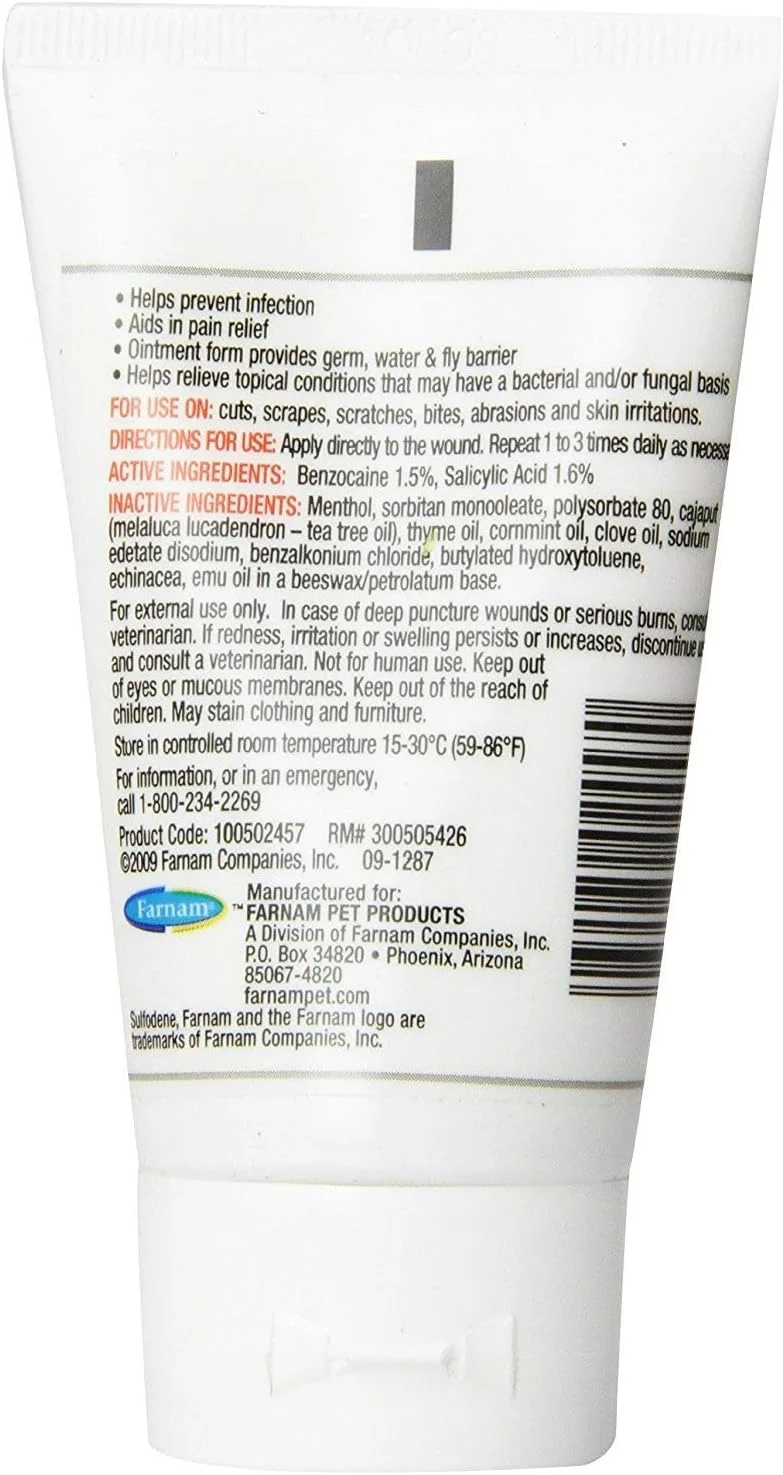 • Helps prevent infection
• Aids in pain relief
• Ointment form provides germ, water & fly barrier
• Helps relieve topical conditions that may have a bacterial and/or fungal basis
FOR USE ON: cuts, scrapes, scratches, bites, abrasions and skin irritations.
DIRECTIONS FOR USE: Apply directly to the wound. Repeat 1 to 3 times daily as
ACTIVE INGREDIENTS: Benzocaine 1.5%, Salicylic Acid 1.6%
INACTIVE INGREDIENTS: Menthol, sorbitan monooleate, polysorbate 80, cajaput
(melaluca lucadendron – tea tree oil), thyme oil, cornmint oil, clove oil, sodium
edetate disodium, benzalkonium chloride, butylated hydroxytoluene,
echinacea, emu oil in a beeswax/petrolatum base.
For external use only. In case of deep puncture wounds or serious burns,
veterinarian. If redness, irritation or swelling persists or increases, discontinue
and consult a veterinarian. Not for human use. Keep out
of eyes or mucous membranes. Keep out of the reach of
children. May stain clothing and furniture.
Store in controlled room temperature 15-30°C (59-86°F)
For information, or in an emergency,
call 1-800-234-2269
Product Code: 100502457 RM# 300505426
©2009 Farnam Companies, Inc. 09-1287
Farnam™
Manufactured for:
FARNAM PET PRODUCTS
A Division of Farnam Companies, Inc.
P.O. Box 34820 • Phoenix, Arizona
85067-4820
farnampet.com
Sulfodene, Farnam and the Farnam logo are
trademarks of Farnam Companies, Inc.